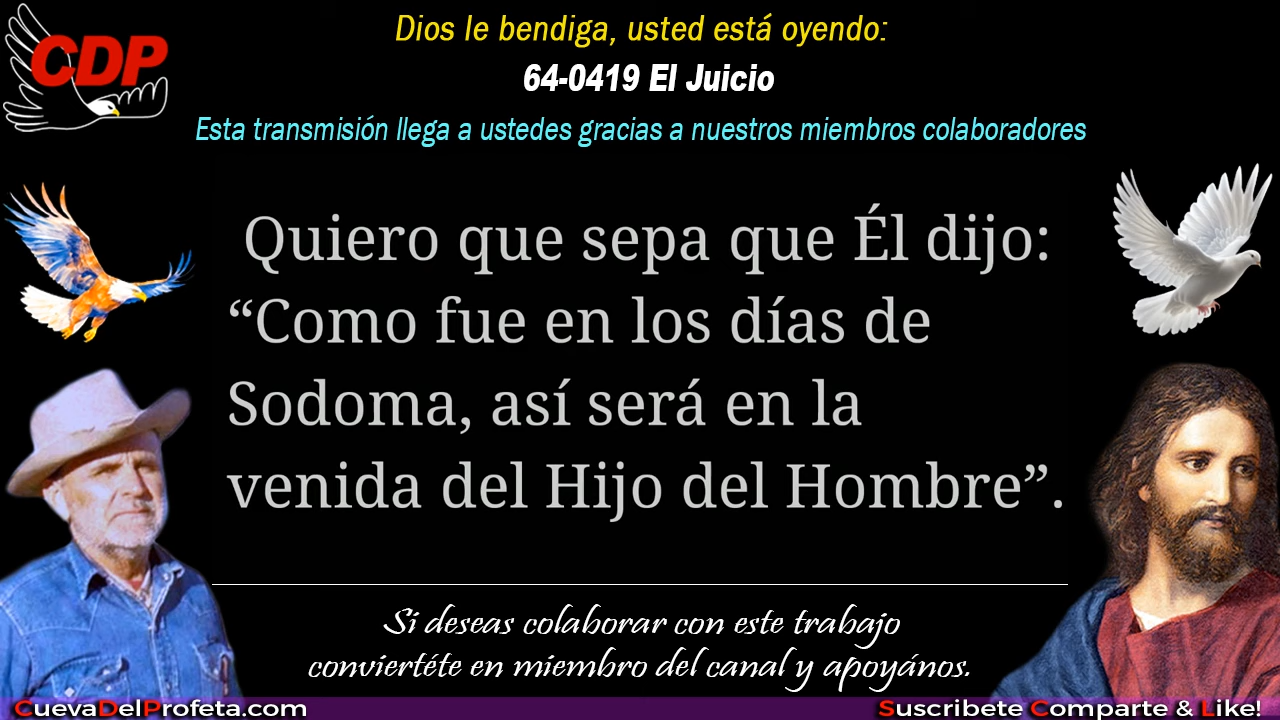 CDP
Dios le bendiga, usted está oyendo:
64-0419 El Juicio
Esta transmisión llega a ustedes gracias a nuestros miembros colaboradores
Quiero que sepa que Él dijo:
“Como fue en los días de
Sodoma, así será en la
venida del Hijo del Hombre”.
Si deseas colaborar con este trabajo
conviertéte en miembro del canal y apoyános.
CuevaDelProfeta.com
Suscribete Comparte & Like!